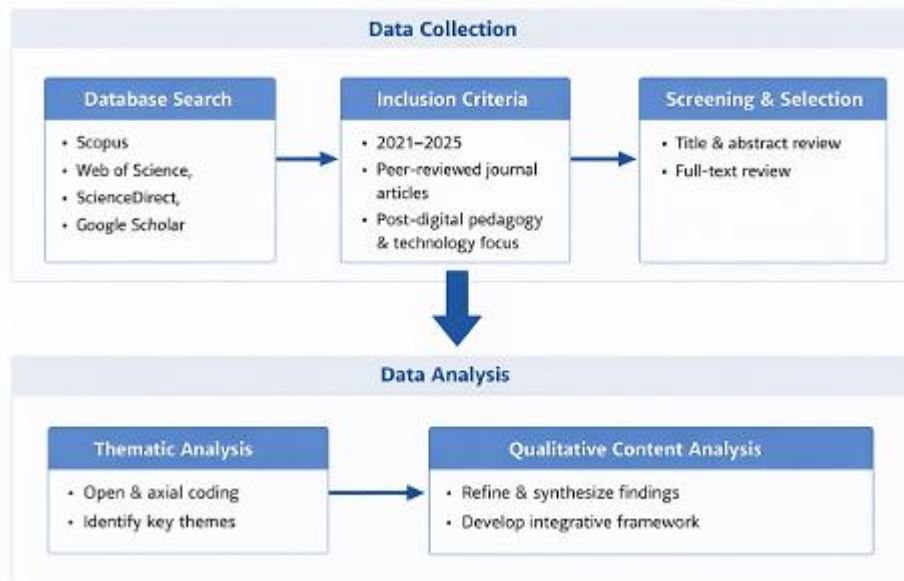 Data Collection
Database Search
• Scopus
• Web of Science,
• ScienceDirect,
• Google Scholar
Inclusion Criteria
• 2021–2025
• Peer-reviewed journal
articles
• Post-digital pedagogy
& technology focus
Screening & Selection
• Title & abstract review
• Full-text review
Data Analysis
Thematic Analysis
• Open & axial coding
• Identify key themes
Qualitative Content Analysis
• Refine & synthesize findings
• Develop integrative framework